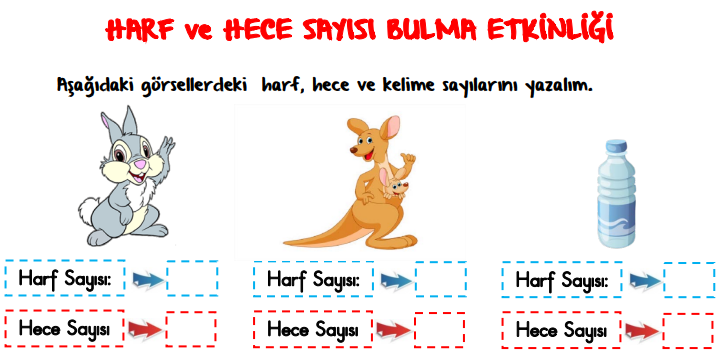 HARF ve HECE SAYISI BULMA ETKİNLİĞİ
Aşağıdaki görsellerdeki harf, hece ve kelime sayılarını yazalım.
Harf Sayısı: Harf Sayısı: Harf Sayısı:
Hece Sayısı Hece Sayısı Hece Sayısı